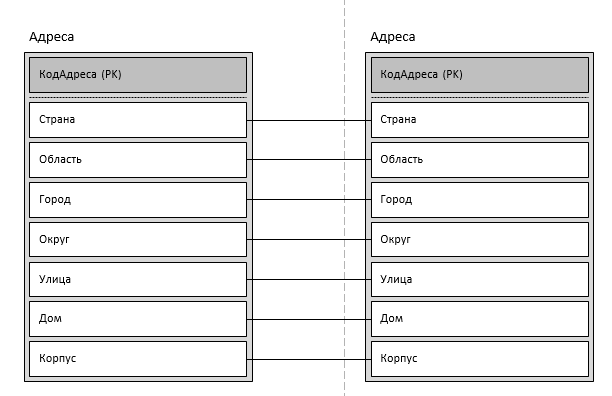 Адреса
КодАдреса (PK)
Страна
Область
Город
Округ
Улица
Дом
Корпус
Адреса
КодАдреса (PK)
Страна
Область
Город
Округ
Улица
Дом
Корпус